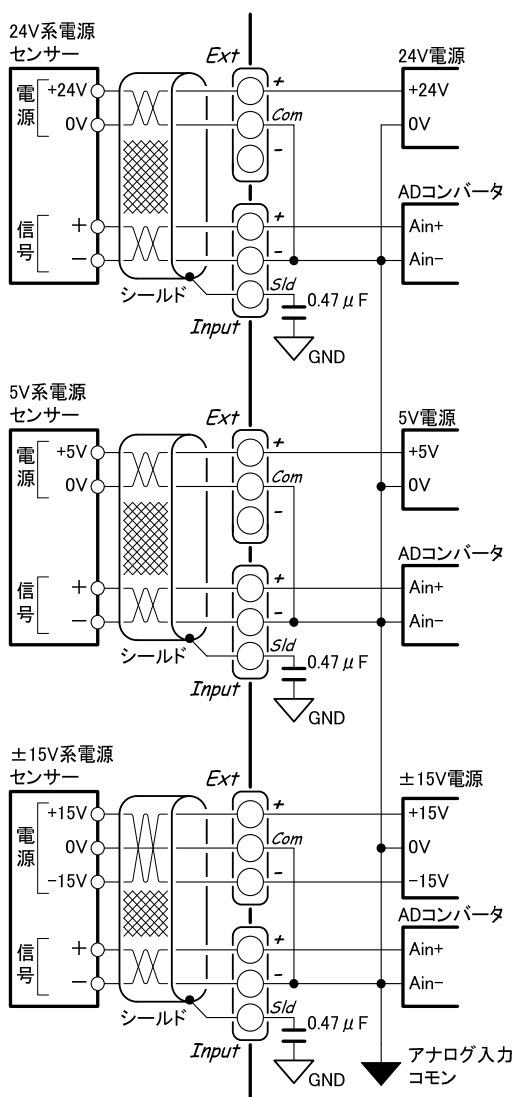 24V系電源
センサー
電源
+24V
0V
信号
+
−
シールド
Ext
+
Com
-
+
-
Sld
Input
0.47μF
GND
24V電源
+24V
0V
ADコンバータ
Ain+
Ain−
5V系電源
センサー
電源
+5V
0V
信号
+
−
シールド
Ext
+
Com
-
+
-
Sld
Input
0.47μF
GND
5V電源
+5V
0V
ADコンバータ
Ain+
Ain−
±15V系電源
センサー
電源
+15V
0V
−15V
信号
+
−
シールド
Ext
+
Com
-
+
-
Sld
Input
0.47μF
GND
±15V電源
+15V
0V
−15V
ADコンバータ
Ain+
Ain−
アナログ入力
コモン